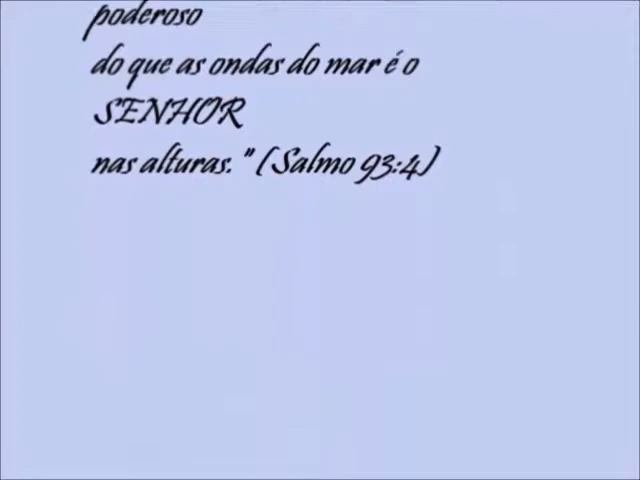 poderoso
do que as ondas do mar é o
SENHOR
nas alturas." (Salmo 93:4)